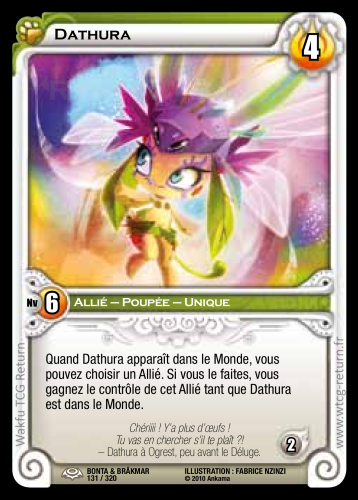 Dathura
4
Nv 6 Allié – Poupée – Unique
Quand Dathura apparaît dans le Monde, vous
pouvez choisir un Allié. Si vous le faites, vous
gagnez le contrôle de cet Allié tant que Dathura
est dans le Monde.
Chériii ! Y'a plus d'œufs !
Tu vas en chercher s'il te plaît ?!
– Dathura à Ogrest, peu avant le Déluge.
2
BONTA & BRÂKMAR
131 / 320
ILLUSTRATION : FABRICE NZINZI
© 2010 Ankama
Wakfu TCG Return
www.wtcg-return.fr